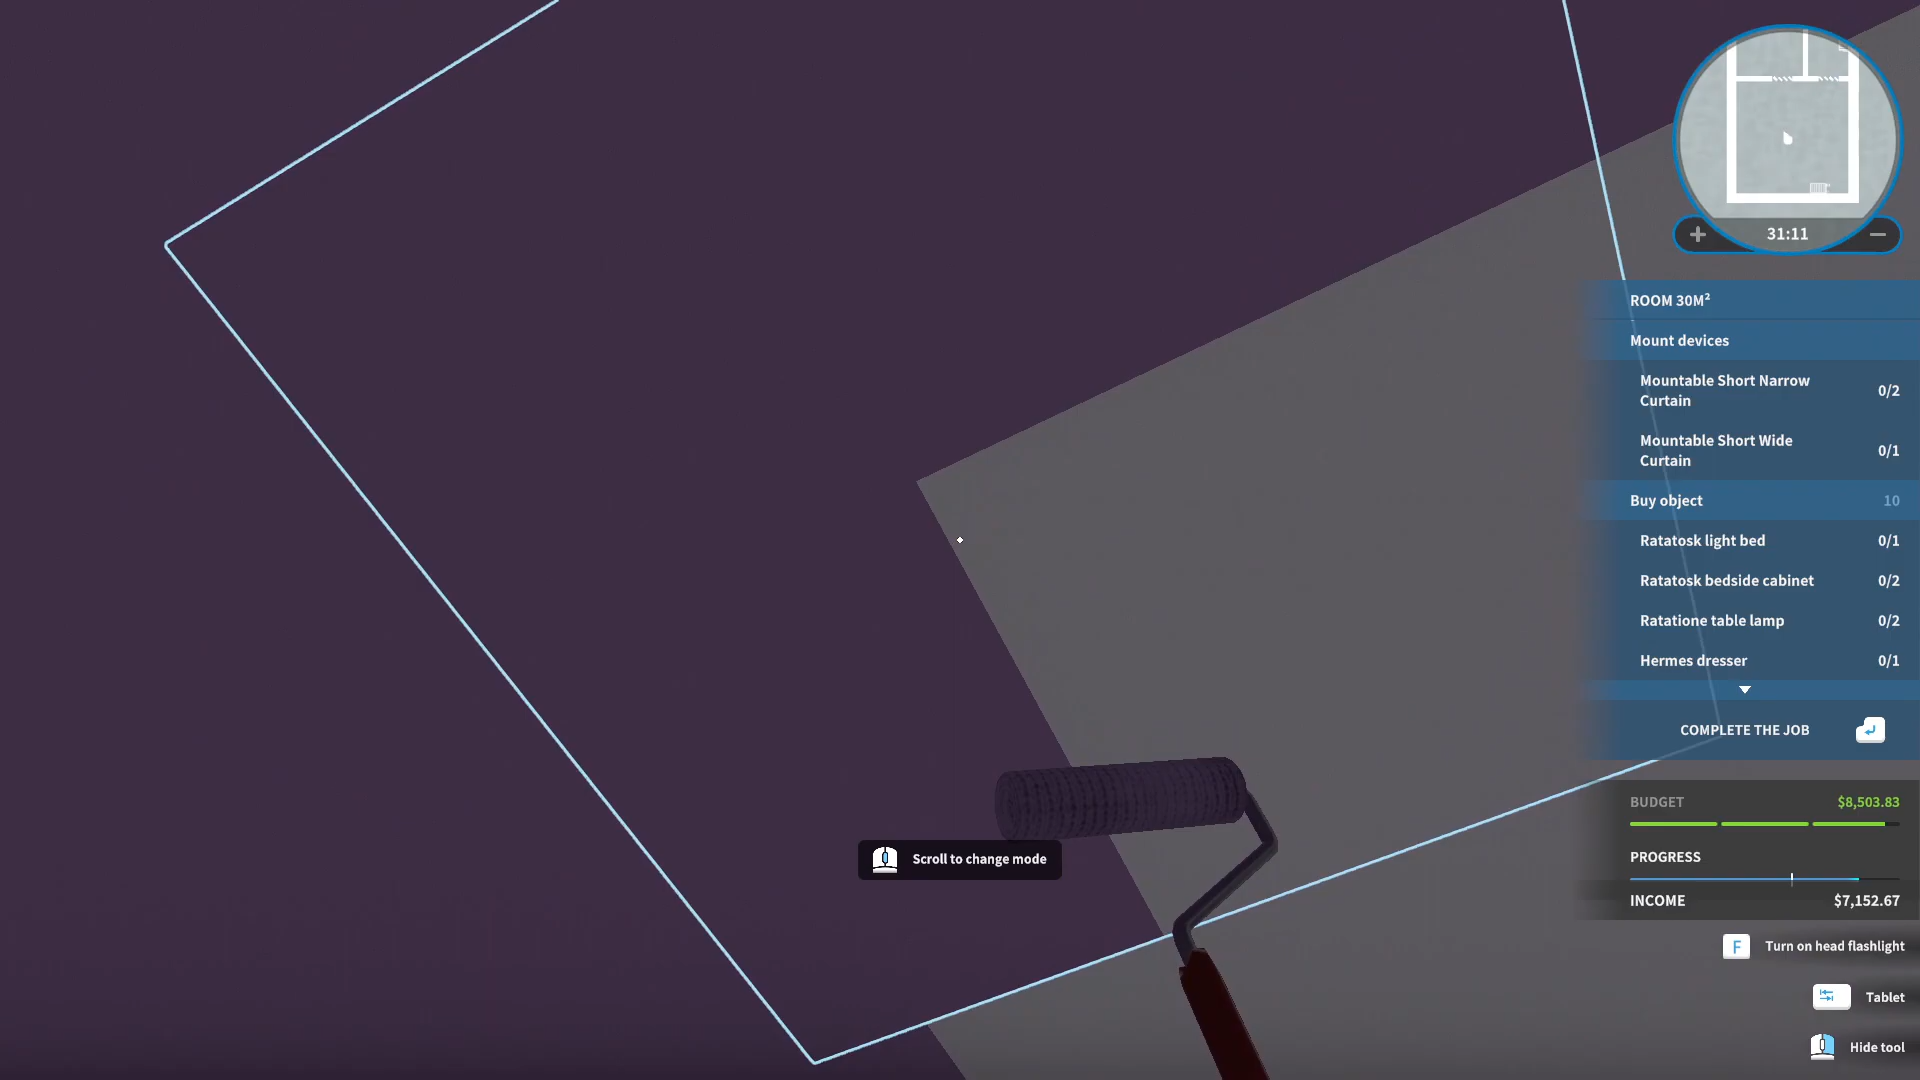 31:11
ROOM 30M²
Mount devices
Mountable Short Narrow
Curtain 0/2
Mountable Short Wide
Curtain 0/1
Buy object 10
Ratatosk light bed 0/1
Ratatosk bedside cabinet 0/2
Ratatione table lamp 0/2
Hermes dresser 0/1
COMPLETE THE JOB
BUDGET $8,503.83
PROGRESS
Scroll to change mode
INCOME $7,152.67
F Turn on head flashlight
Tablet
Hide tool